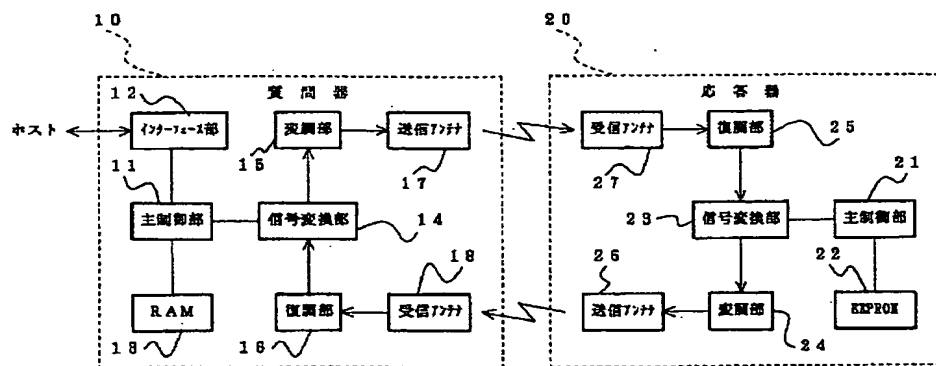 10
20
質問器
応答器
12
ホスト
インターフェース部
変調部
送信アンテナ
受信アンテナ
復調部
25
15
17
27
21
11
主制御部
信号変換部
14
23
信号変換部
主制御部
18
26
22
RAM
復調部
受信アンテナ
送信アンテナ
変調部
EEPROM
13
16
24